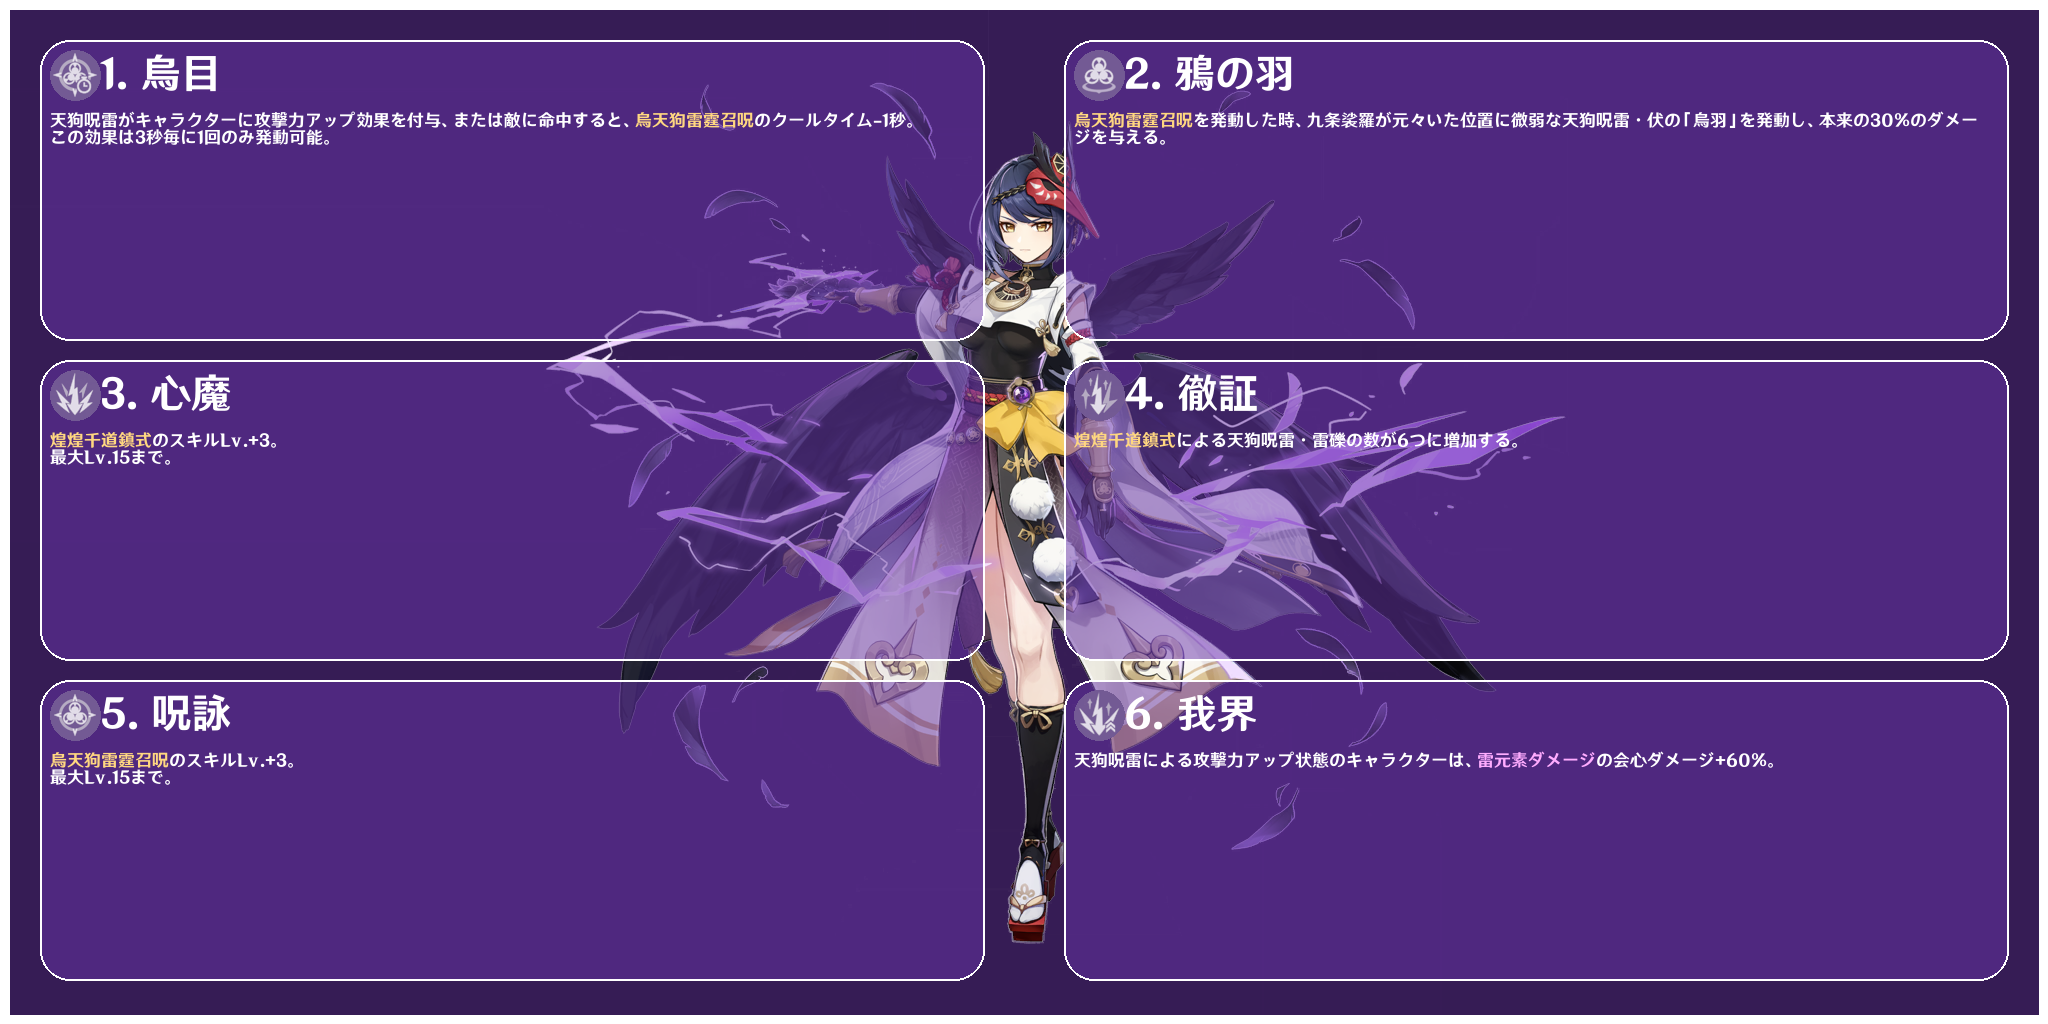 1. 烏目
天狗呪雷がキャラクターに攻撃力アップ効果を付与、または敵に命中すると、烏天狗雷霆召呪のクールタイム-1秒。
この効果は3秒毎に1回のみ発動可能。
2. 鴉の羽
烏天狗雷霆召呪を発動した時、九条裟羅が元々いた位置に微弱な天狗呪雷・伏の「烏羽」を発動し、本来の30%のダメー
ジを与える。
3. 心魔
煌煌千道鎮式のスキルLv.+3。
最大Lv.15まで。
4. 徹証
煌煌千道鎮式による天狗呪雷・雷礫の数が6つに増加する。
5. 呪詠
烏天狗雷霆召呪のスキルLv.+3。
最大Lv.15まで。
6. 我界
天狗呪雷による攻撃力アップ状態のキャラクターは、雷元素ダメージの会心ダメージ+60%。